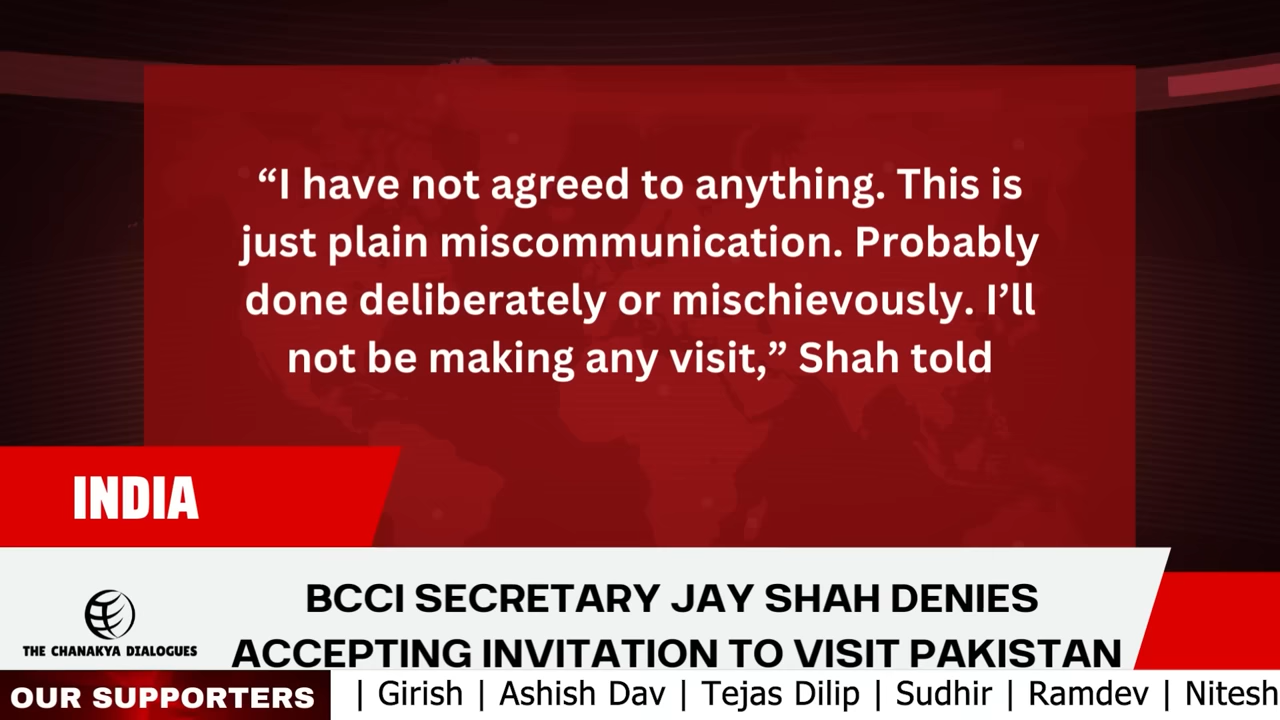 “I have not agreed to anything. This is
just plain miscommunication. Probably
done deliberately or mischievously. I’ll
not be making any visit,” Shah told
INDIA
THE CHANAKYA DIALOGUES
BCCI SECRETARY JAY SHAH DENIES
ACCEPTING INVITATION TO VISIT PAKISTAN
OUR SUPPORTERS
| Girish | Ashish Dav | Tejas Dilip | Sudhir | Ramdev | Nitesh